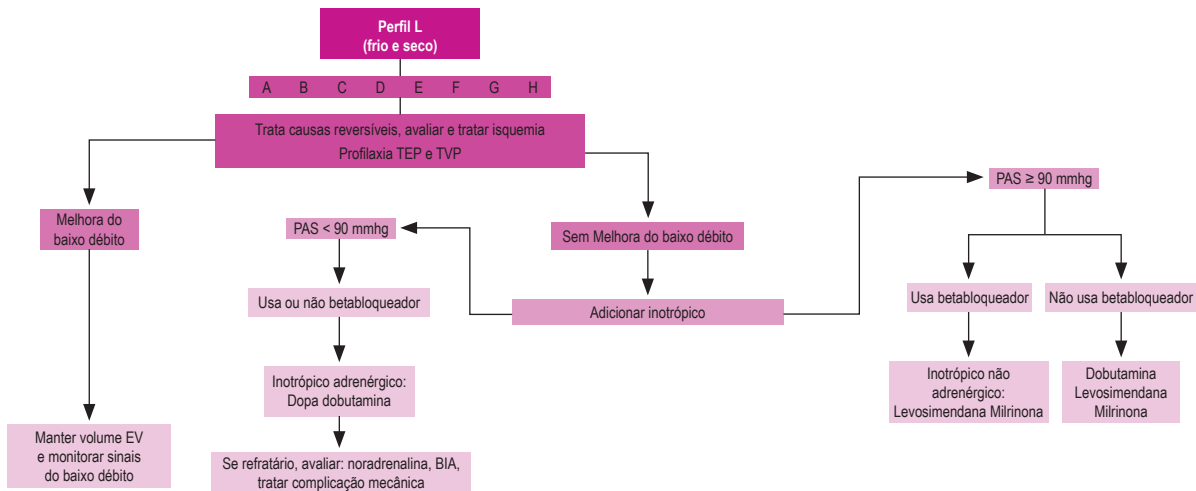 Perfil L
(frio e seco)
A B C D E F G H
Trata causas reversíveis, avaliar e tratar isquemia
Profilaxia TEP e TVP
Melhora do
baixo débito
Manter volume EV
e monitorar sinais
do baixo débito
Sem Melhora do baixo débito
Adicionar inotrópico
PAS < 90 mmhg
Usa ou não betabloqueador
Inotrópico adrenérgico:
Dopa dobutamina
Se refratário, avaliar: noradrenalina, BIA,
tratar complicação mecânica
PAS ≥ 90 mmhg
Usa betabloqueador
Inotrópico não
adrenérgico:
Levosimendana Milrinona
Não usa betabloqueador
Dobutamina
Levosimendana
Milrinona